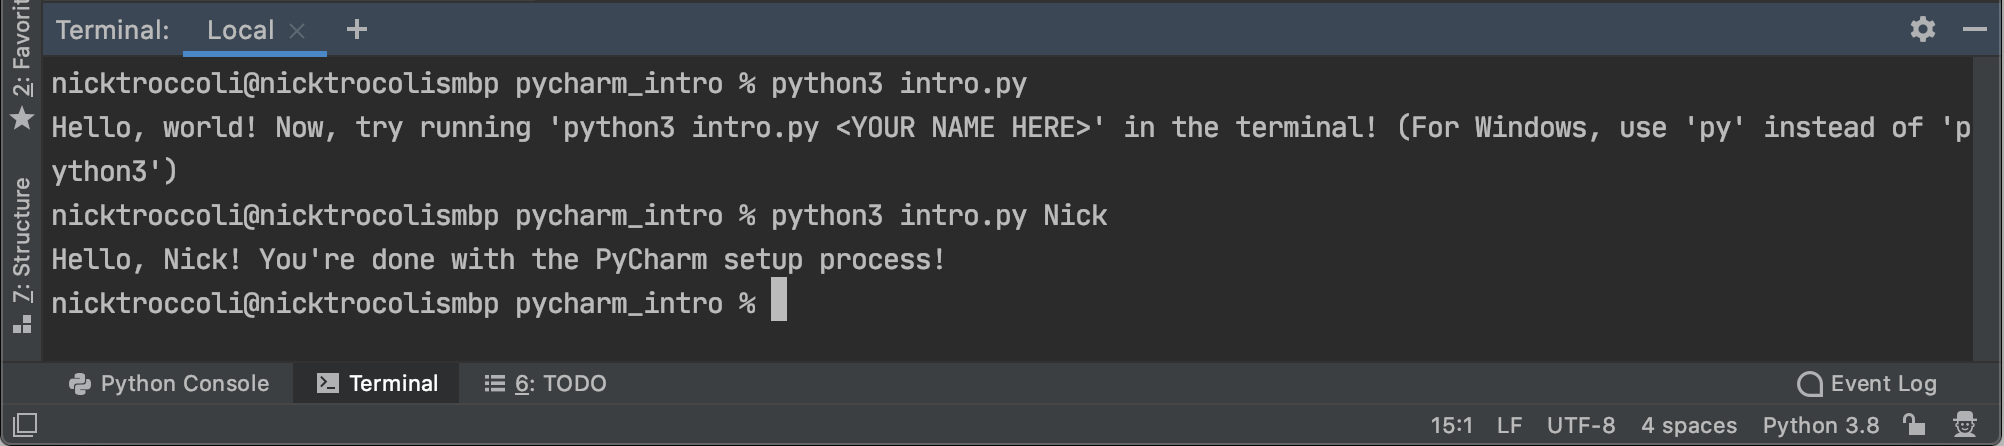 Terminal: Local × +
nicktroccoli@nicktrocolismbp pycharm_intro % python3 intro.py
Hello, world! Now, try running 'python3 intro.py <YOUR NAME HERE>' in the terminal! (For Windows, use 'py' instead of 'p
ython3')
nicktroccoli@nicktrocolismbp pycharm_intro % python3 intro.py Nick
Hello, Nick! You're done with the PyCharm setup process!
nicktroccoli@nicktrocolismbp pycharm_intro %
2: Favorit
7: Structure
Python Console Terminal 6: TODO Event Log
15:1 LF UTF-8 4 spaces Python 3.8